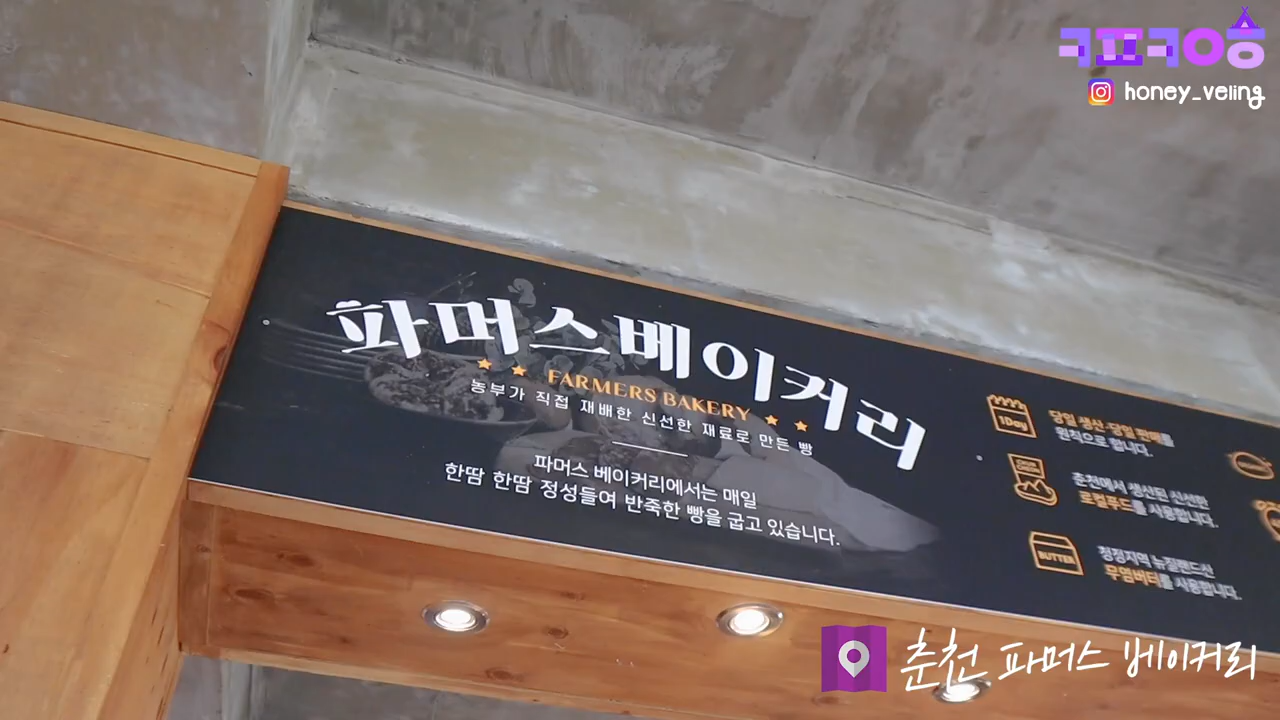 honey_veling
파머스베이커리
FARMERS BAKERY
농부가 직접 재배한 신선한 재료로 만든 빵
파머스 베이커리에서는 매일
한땀 한땀 정성들여 반죽한 빵을 굽고 있습니다.
1Day
당일 생산·당일 판매를
원칙으로 합니다.
춘천에서 생산된 신선한
로컬푸드를 사용합니다.
BUTTER
청정지역 뉴질랜드산
무염버터를 사용합니다.
춘천 파머스 베이커리